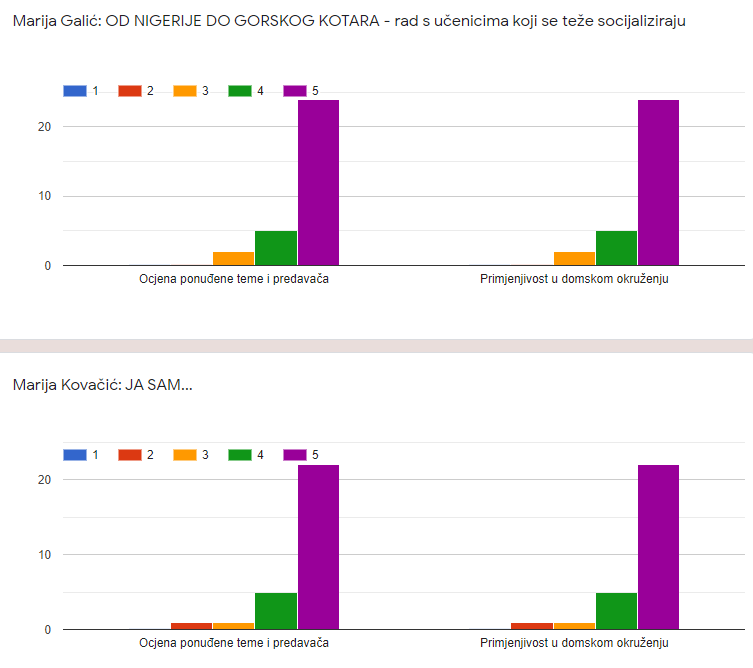 Marija Galić: OD NIGERIJE DO GORSKOG KOTARA - rad s učenicima koji se teže socijaliziraju
1 2 3 4 5
20
10
0
Ocjena ponuđene teme i predavača Primjenjivost u domskom okruženju
Marija Kovačić: JA SAM...
1 2 3 4 5
20
10
0
Ocjena ponuđene teme i predavača Primjenjivost u domskom okruženju